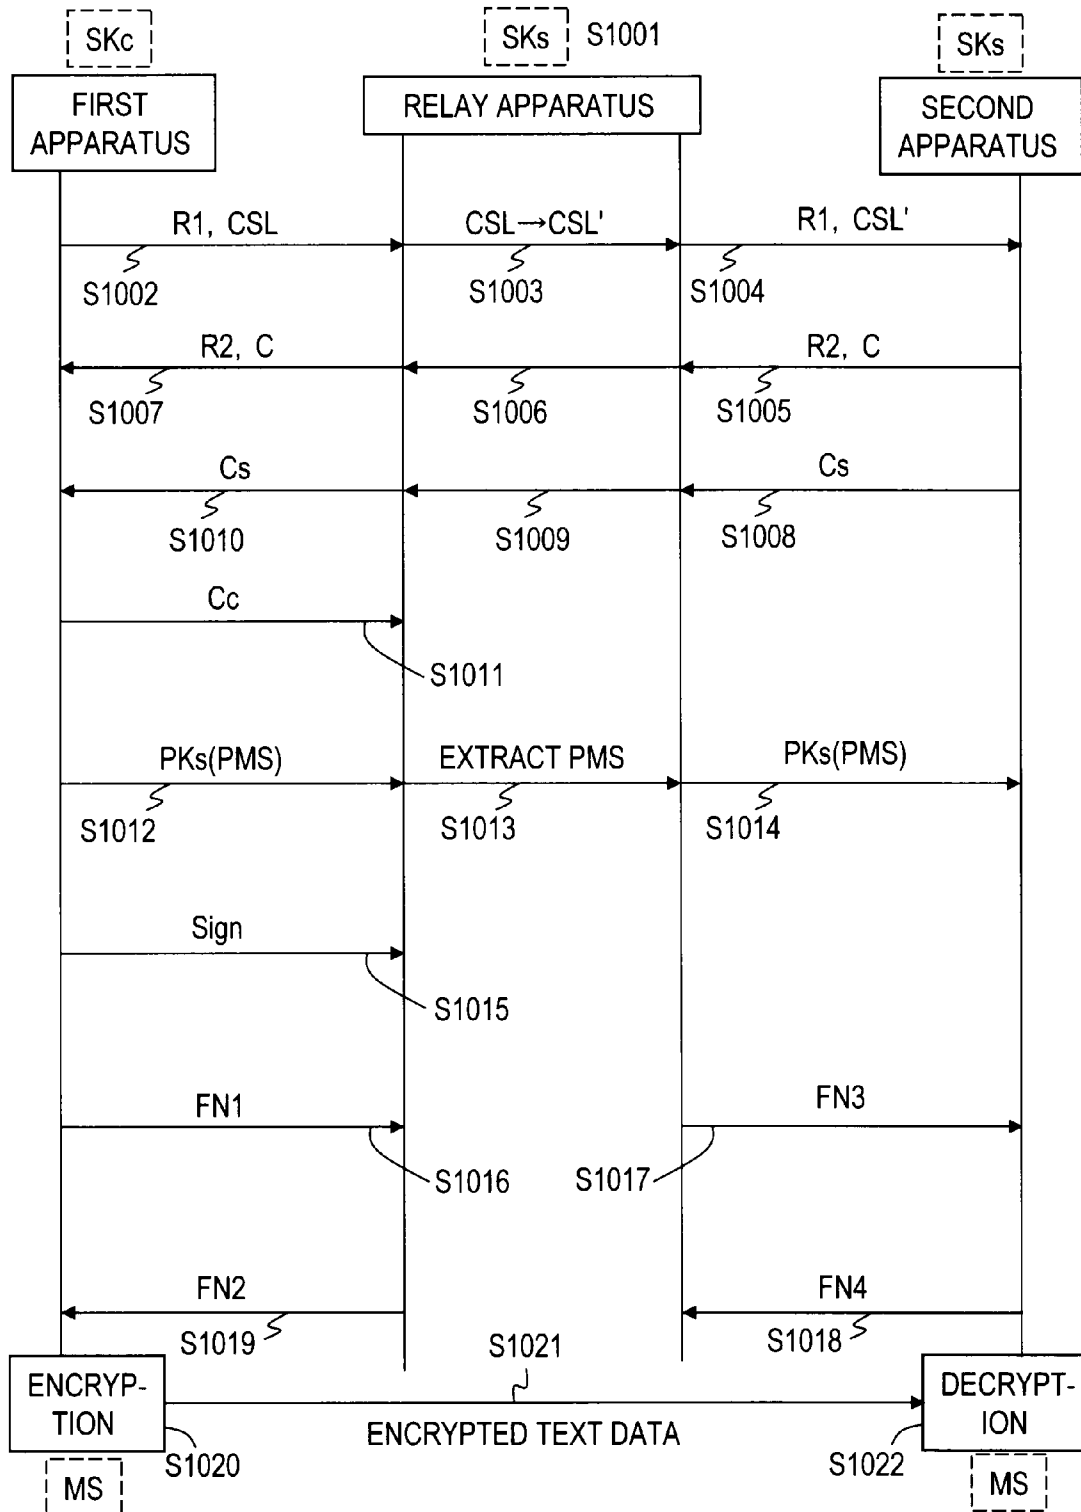 SKc
SKs
S1001
SKs
FIRST
APPARATUS
RELAY APPARATUS
SECOND
APPARATUS
R1, CSL
CSL→CSL'
R1, CSL'
S1002
S1003
S1004
R2, C
R2, C
S1007
S1006
S1005
Cs
Cs
S1010
S1009
S1008
Cc
S1011
PKs(PMS)
EXTRACT PMS
PKs(PMS)
S1012
S1013
S1014
Sign
S1015
FN1
FN3
S1016
S1017
FN2
FN4
S1019
S1021
S1018
ENCRYP-
TION
DECRYPT-
ION
ENCRYPTED TEXT DATA
S1020
S1022
MS
MS